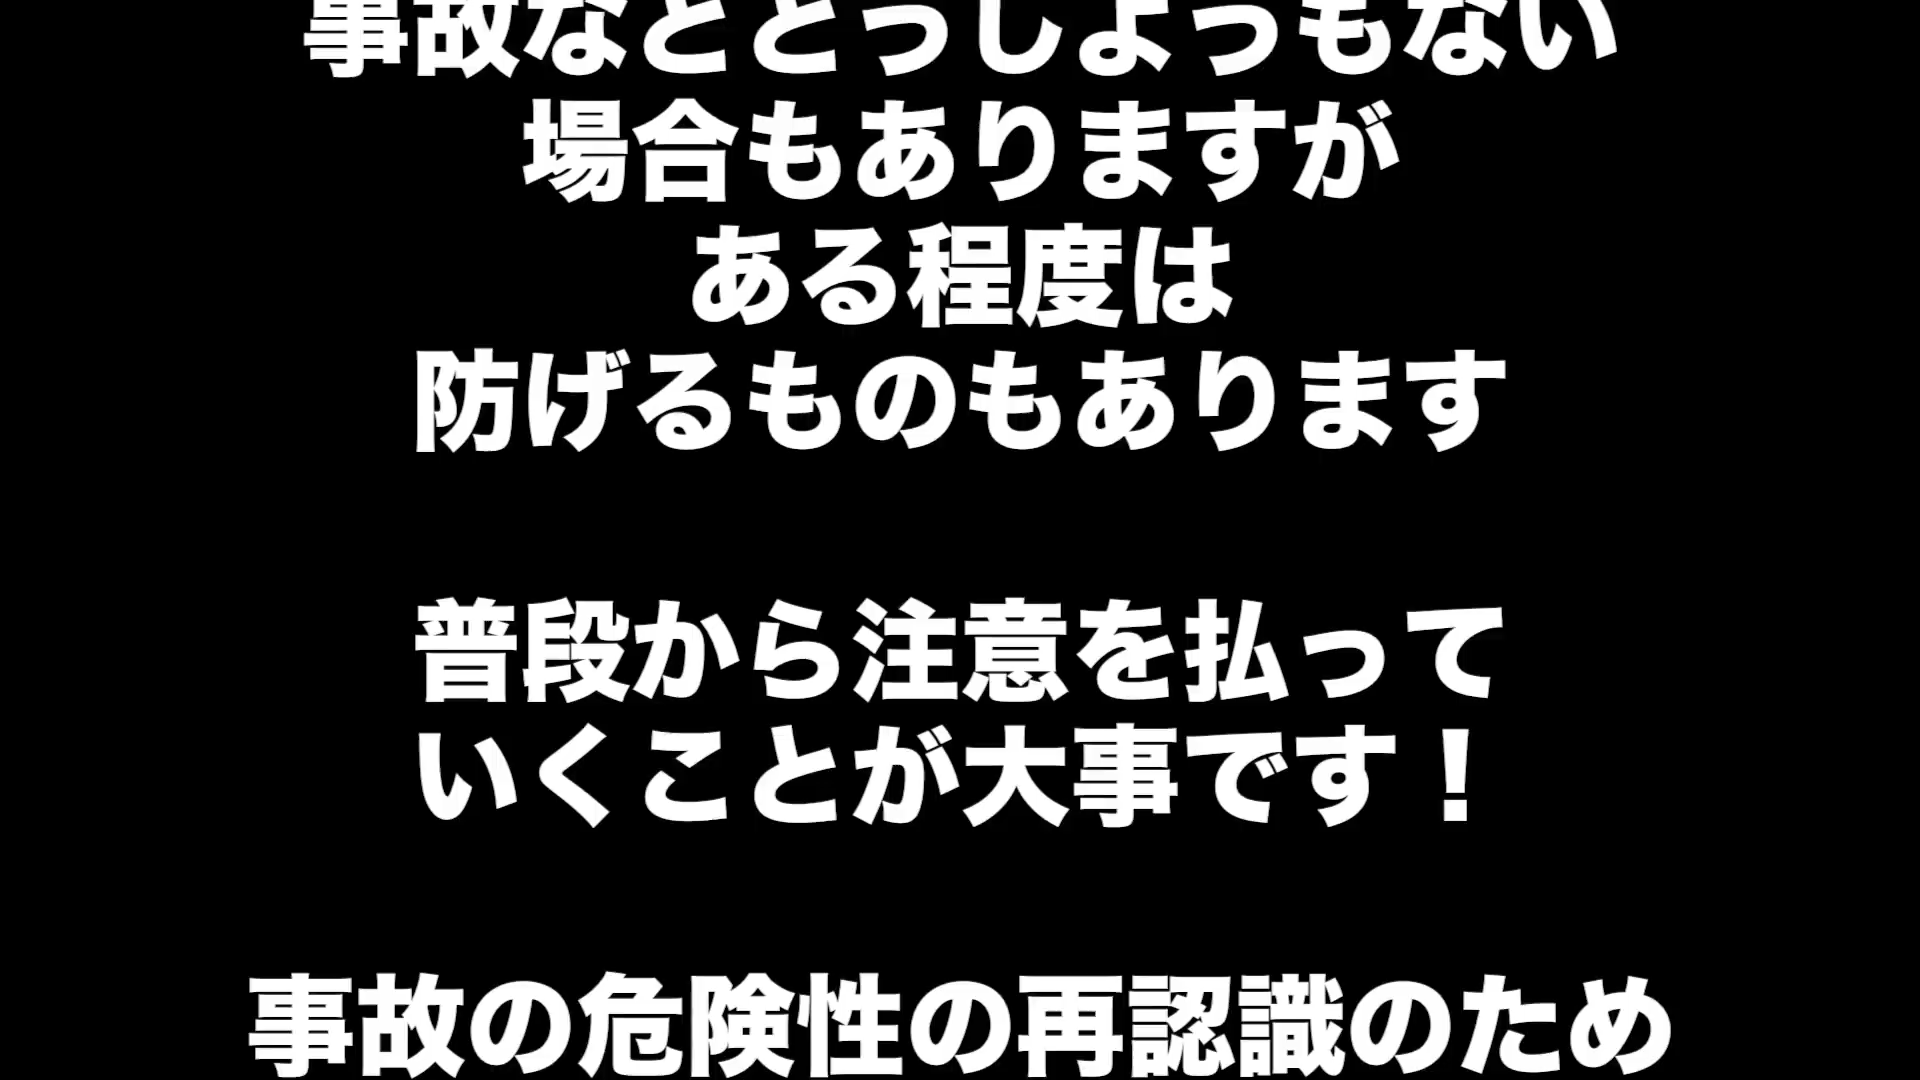 事故などどうしようもない
場合もありますが
ある程度は
防げるものもあります
普段から注意を払って
いくことが大事です！
事故の危険性の再認識のため